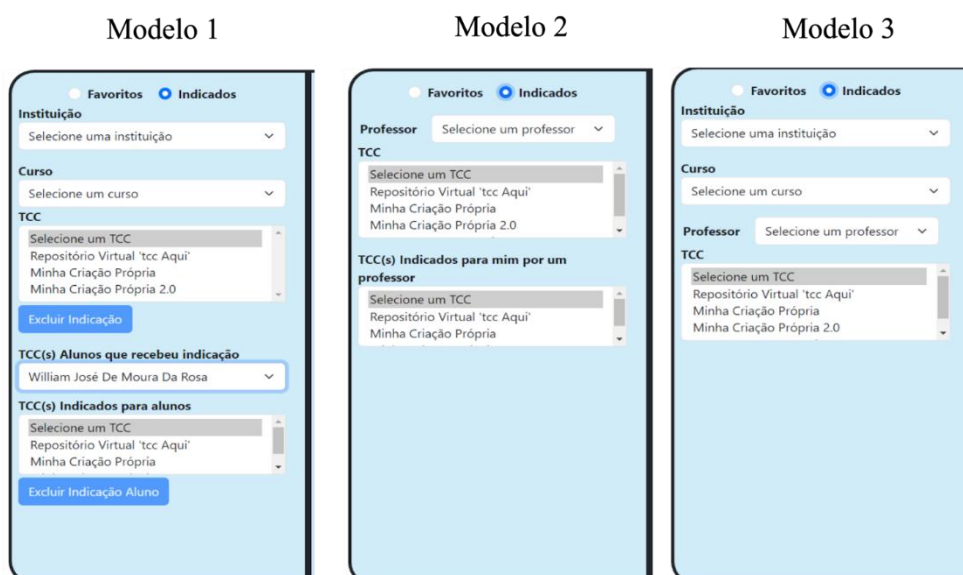 Modelo 1
Favoritos Indicados
Instituição
Selecione uma instituição
Curso
Selecione um curso
TCC
Selecione um TCC
Repositório Virtual 'tcc Aqui'
Minha Criação Própria
Minha Criação Própria 2.0
Excluir Indicação
TCC(s) Alunos que recebeu indicação
William José De Moura Da Rosa
TCC(s) Indicados para alunos
Selecione um TCC
Repositório Virtual 'tcc Aqui'
Minha Criação Própria
Excluir Indicação Aluno
Modelo 2
Favoritos Indicados
Professor Selecione um professor
TCC
Selecione um TCC
Repositório Virtual 'tcc Aqui'
Minha Criação Própria
Minha Criação Própria 2.0
TCC(s) Indicados para mim por um
professor
Selecione um TCC
Repositório Virtual 'tcc Aqui'
Minha Criação Própria
Modelo 3
Favoritos Indicados
Instituição
Selecione uma instituição
Curso
Selecione um curso
Professor Selecione um professor
TCC
Selecione um TCC
Repositório Virtual 'tcc Aqui'
Minha Criação Própria
Minha Criação Própria 2.0